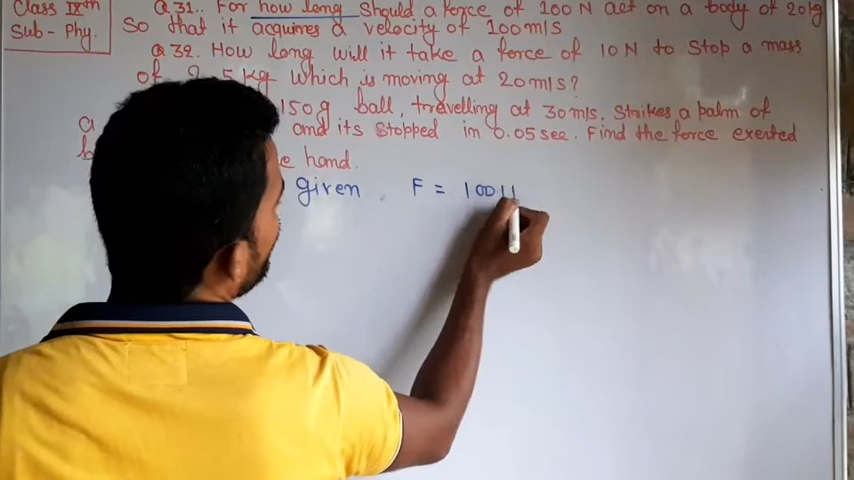 Class IXth
Sub - Phy.
Q31.. For how long Should a force of 100 N act on a body of 20kg
So that it acquires a velocity of 100m/s
Q32. How long will it take a force of 10 N to Stop a mass
of 2.5 kg which is moving at 20m/s?
150g ball, travelling at 30m/s, strikes a palm of
and its stopped in 0.05 sec. Find the force exerted
hand.
given F = 100